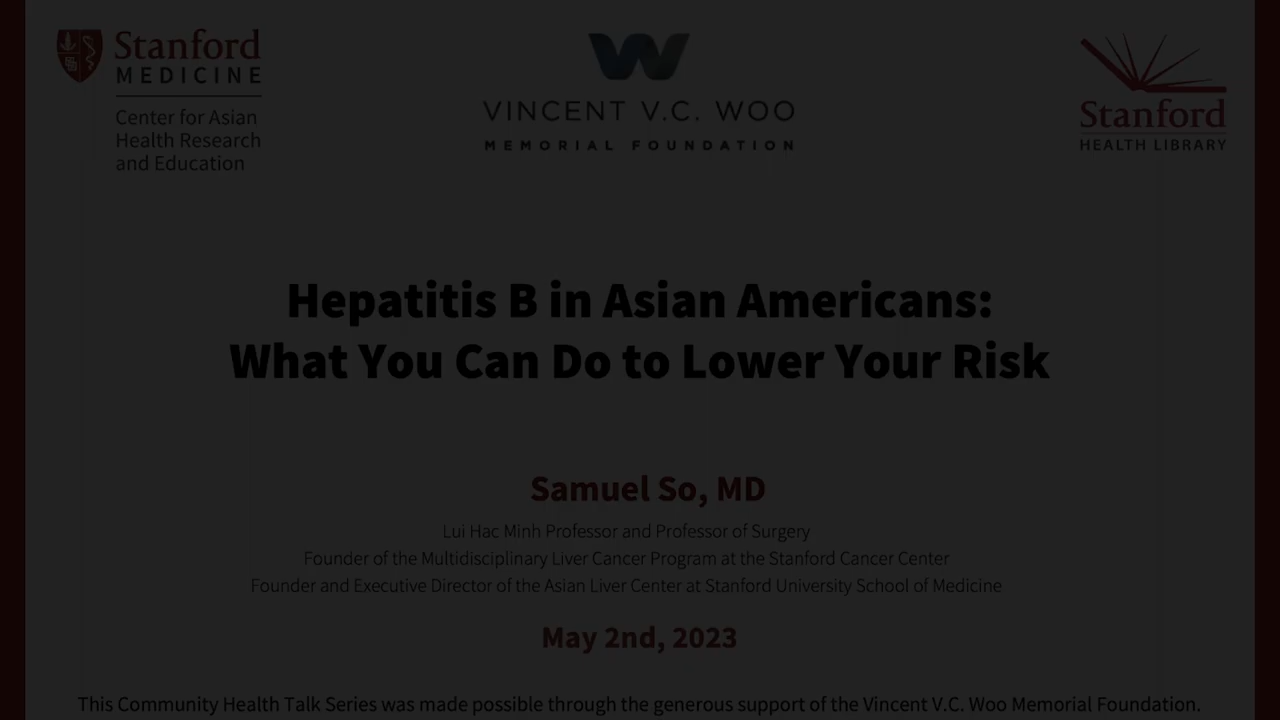 Stanford
MEDICINE
Center for Asian
Health Research
and Education
VINCENT V.C. WOO
MEMORIAL FOUNDATION
Stanford
HEALTH LIBRARY
Hepatitis B in Asian Americans:
What You Can Do to Lower Your Risk
Samuel So, MD
Lui Hac Minh Professor and Professor of Surgery
Founder of the Multidisciplinary Liver Cancer Program at the Stanford Cancer Center
Founder and Executive Director of the Asian Liver Center at Stanford University School of Medicine
May 2nd, 2023
This Community Health Talk Series was made possible through the generous support of the Vincent V.C. Woo Memorial Foundation.